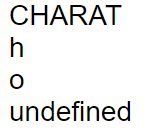 CHARAT
h
o
undefined